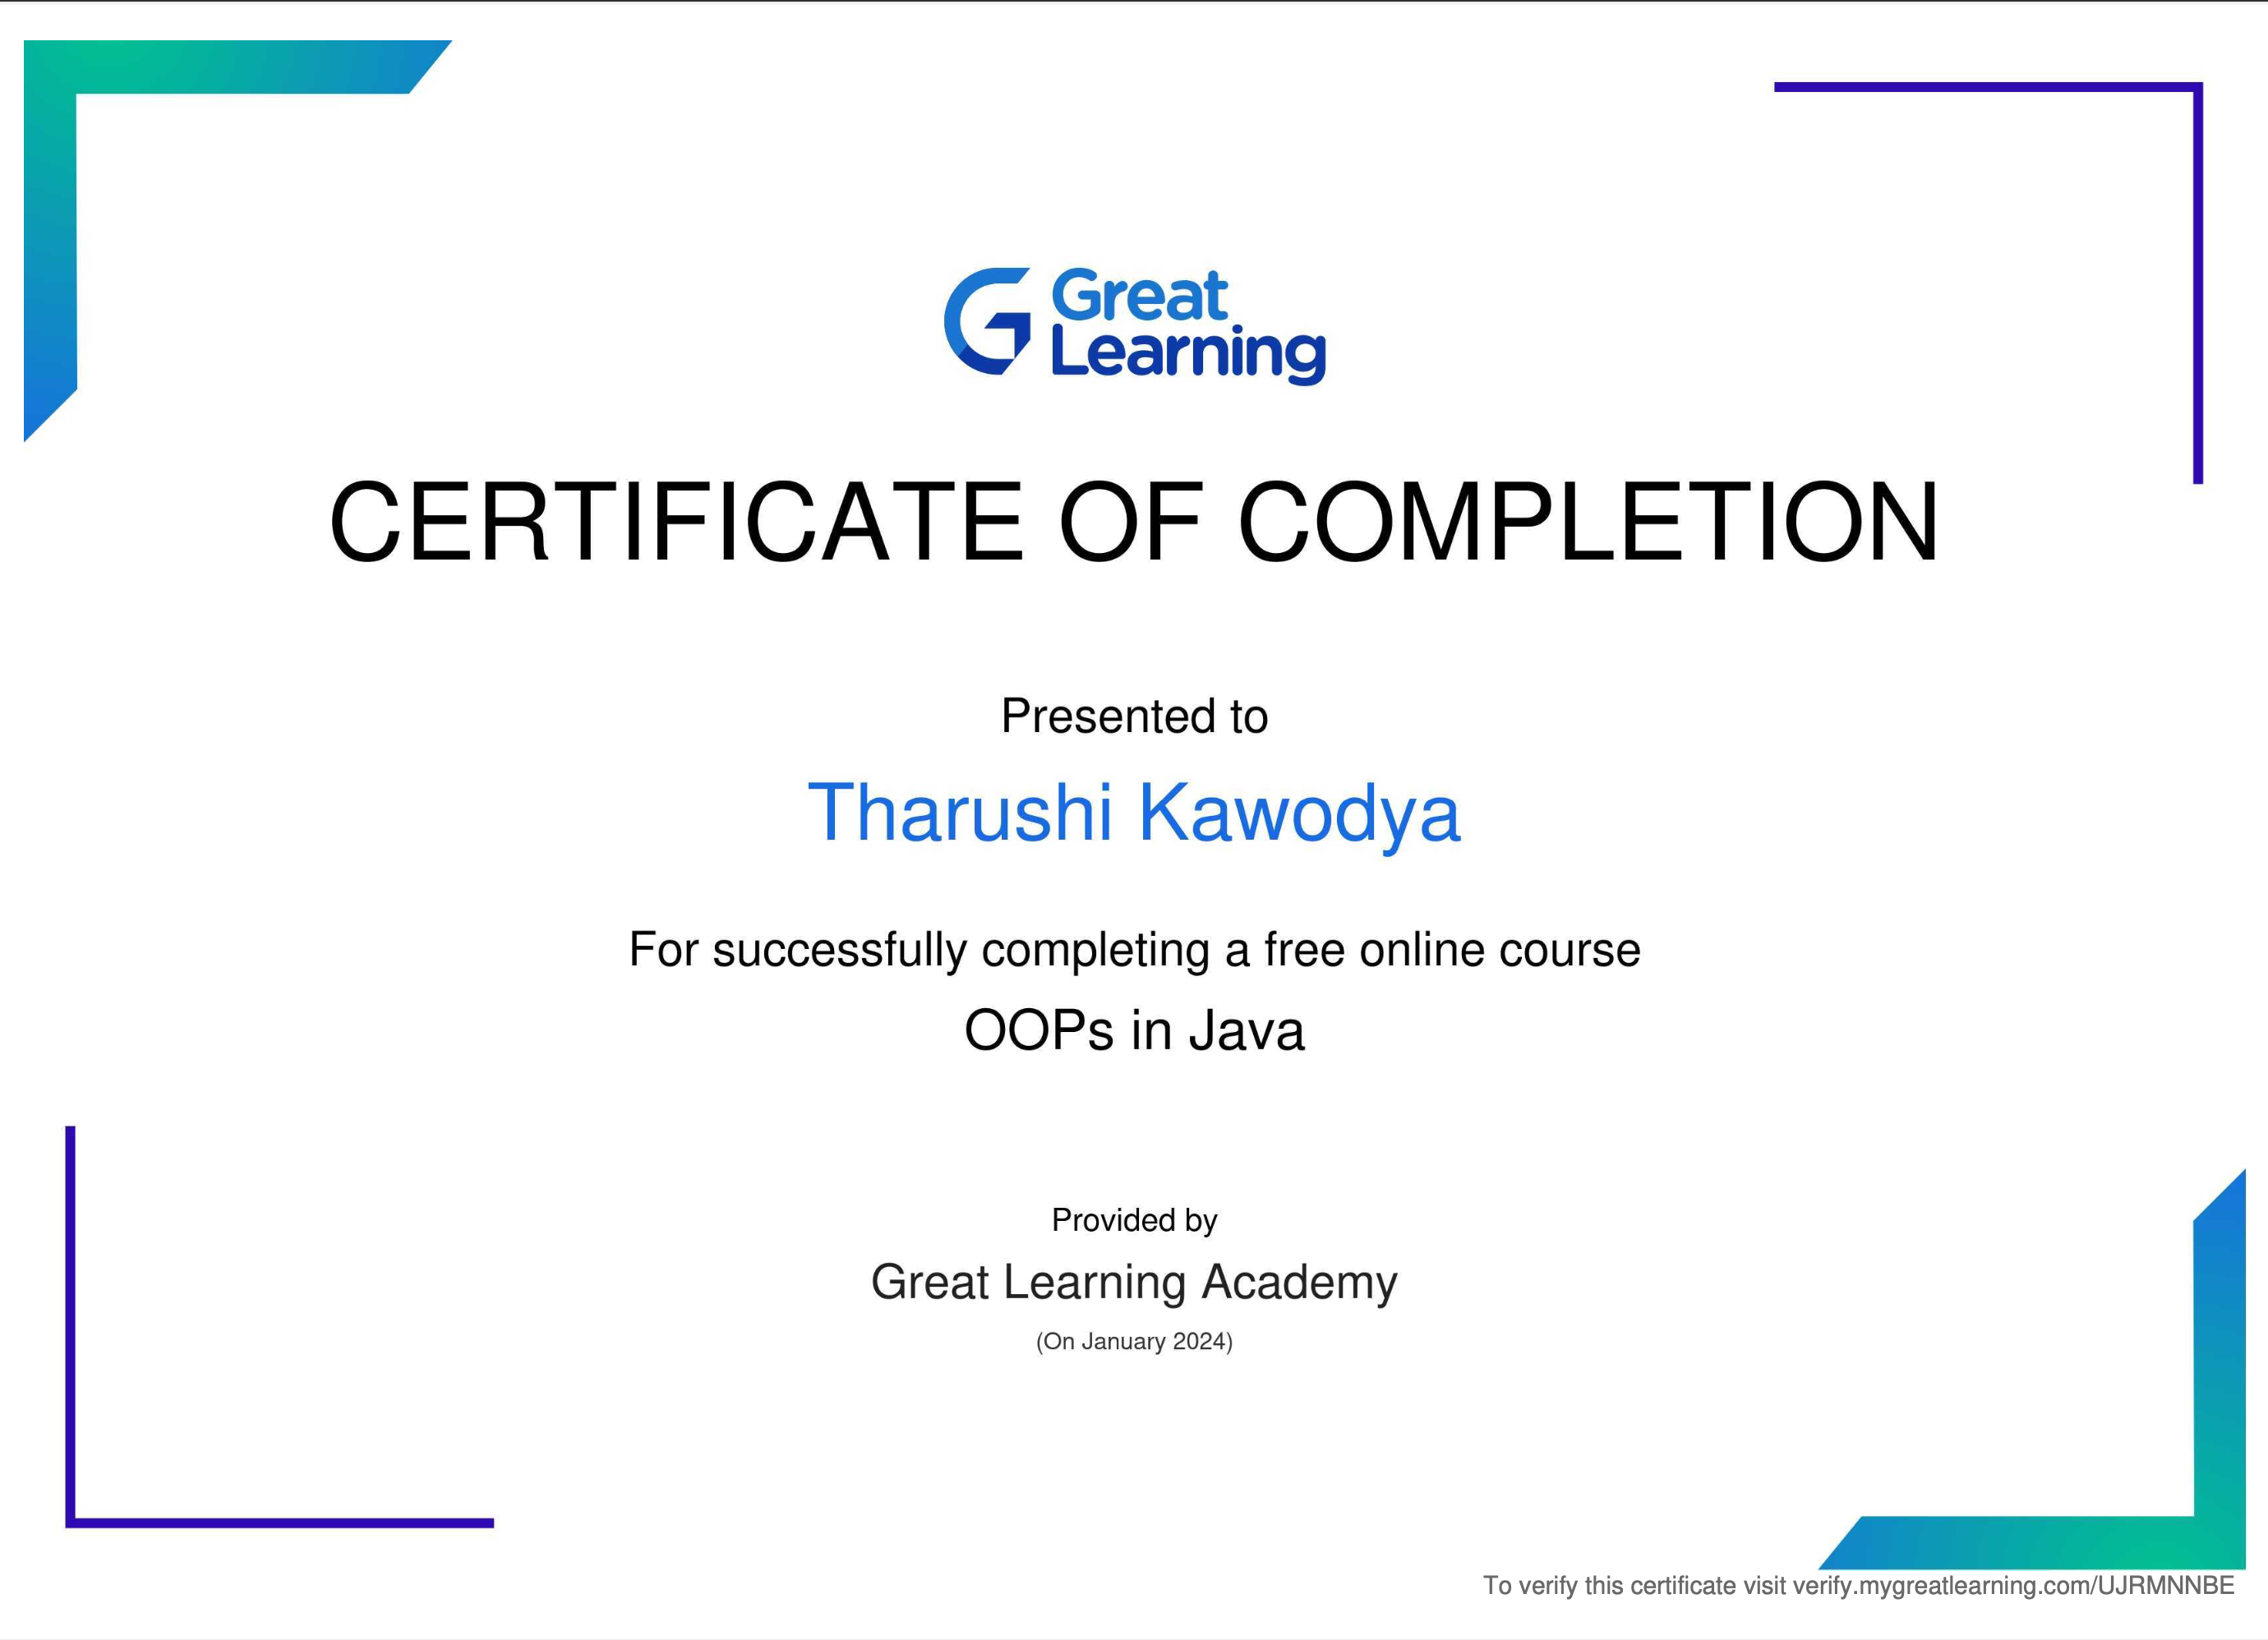 Great
Learning
CERTIFICATE OF COMPLETION
Presented to
Tharushi Kawodya
For successfully completing a free online course
OOPs in Java
Provided by
Great Learning Academy
(On January 2024)
To verify this certificate visit verify.mygreatlearning.com/UJRMNNBE